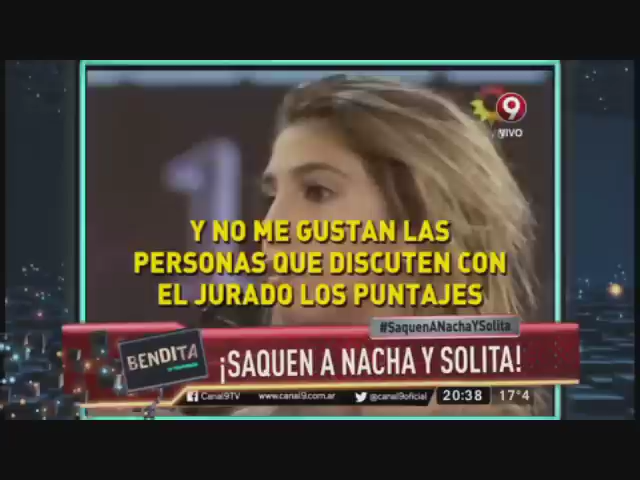 9
VIVO
Y NO ME GUSTAN LAS
PERSONAS QUE DISCUTEN CON
EL JURADO LOS PUNTAJES
#SaquenANachaYSolita
BENDITA
¡SAQUEN A NACHA Y SOLITA!
Canal9TV www.canal9.com.ar @canal9oficial 20:38 17°4